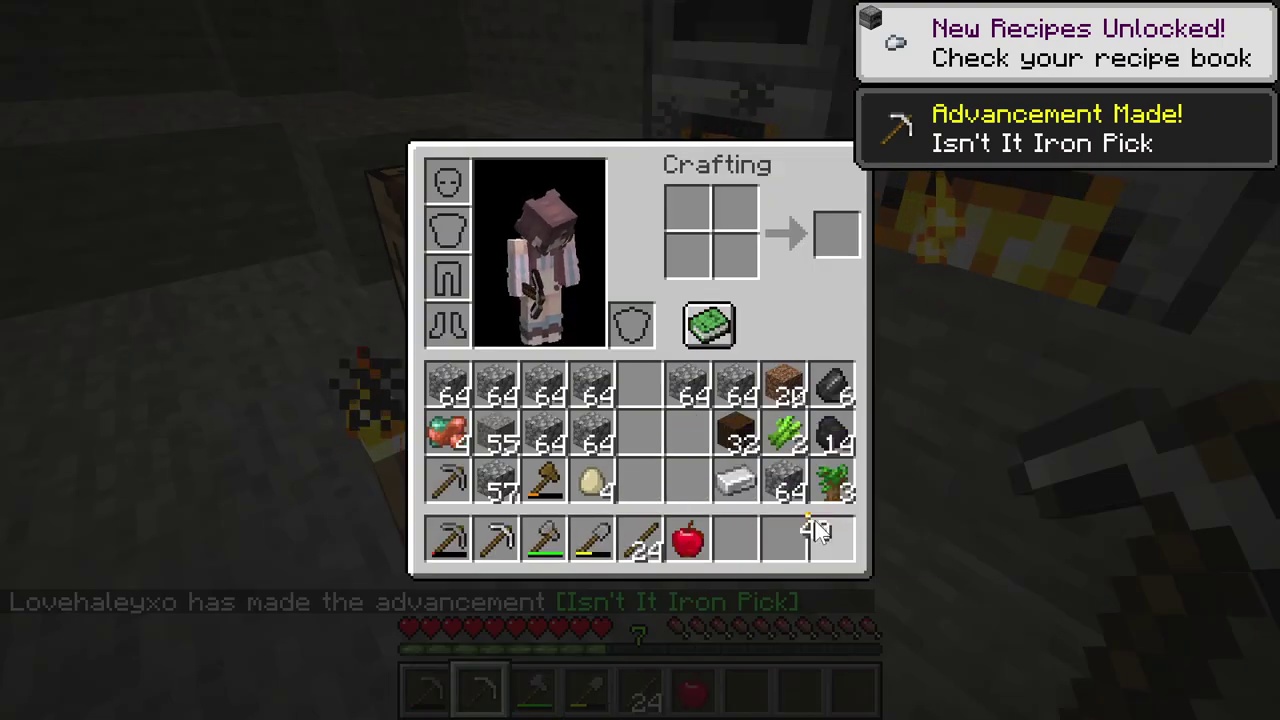 New Recipes Unlocked!
Check your recipe book
Advancement Made!
Isn't It Iron Pick
Crafting
64 64 64 64 64 64 20 6
4 55 64 64 32 2 14
57 4 64 3
24
Lovehaleyxo has made the advancement [Isn't It Iron Pick]
7
24